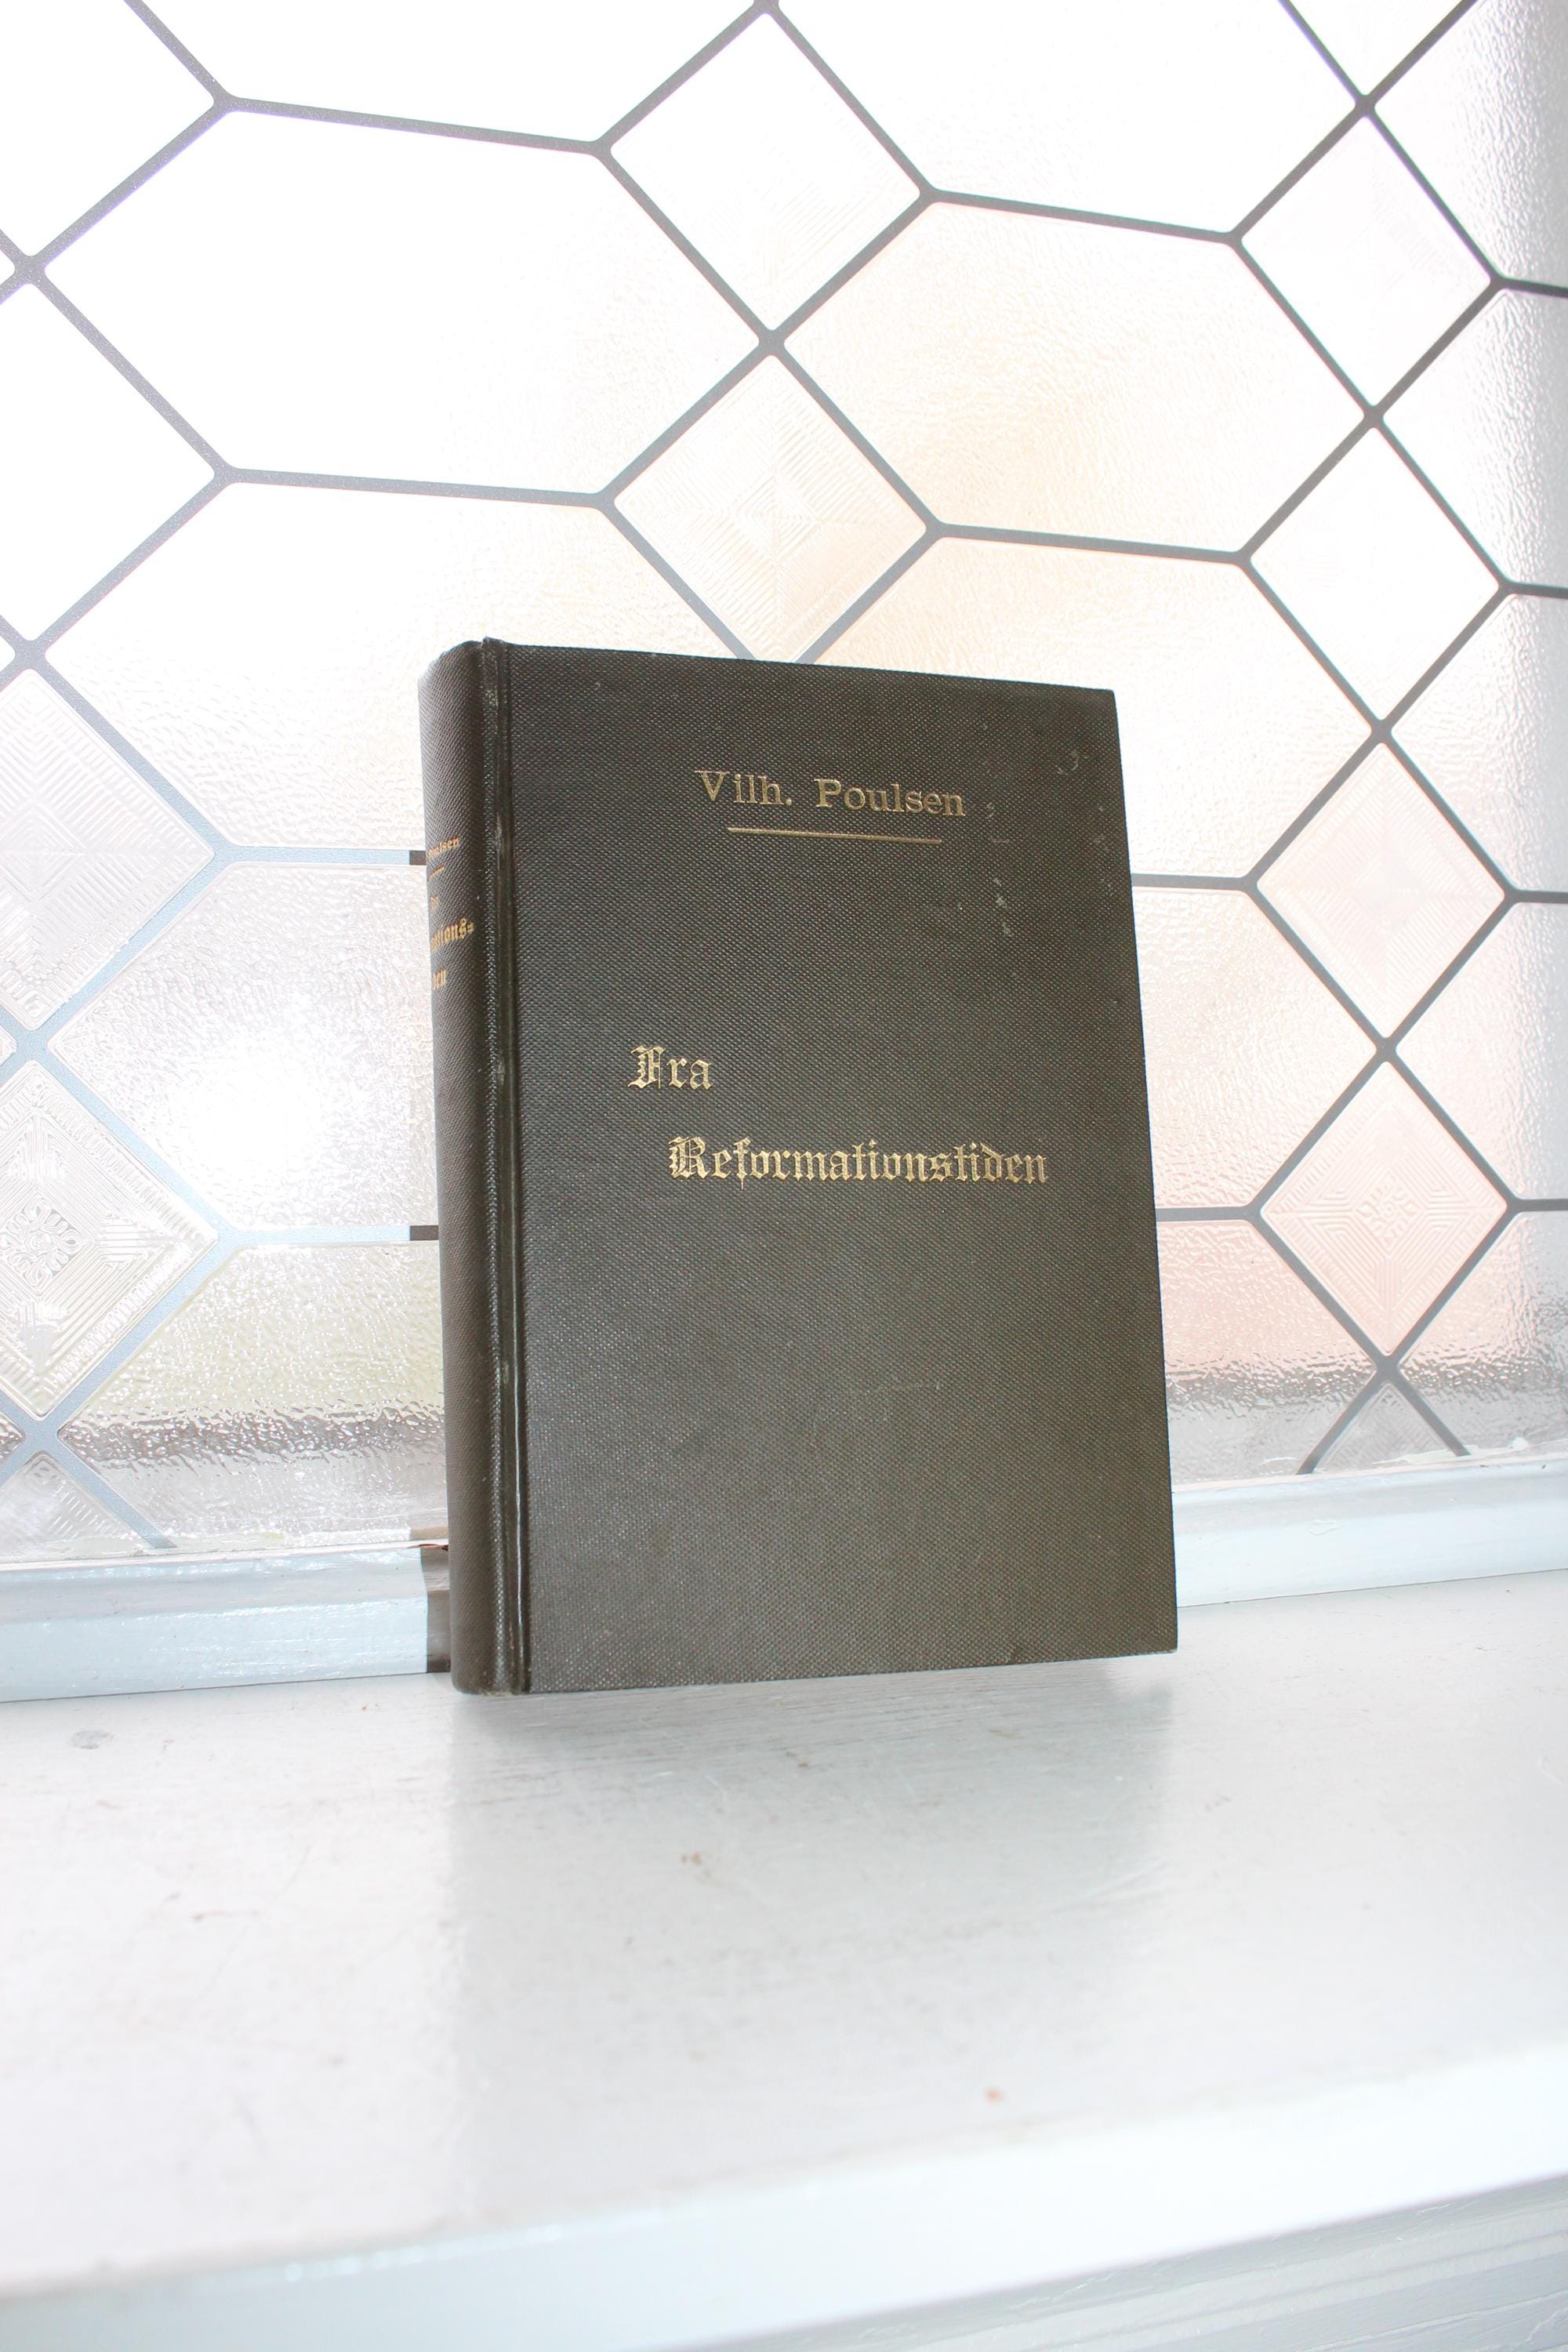 Vilh. Poulsen
Fra
Reformationstiden